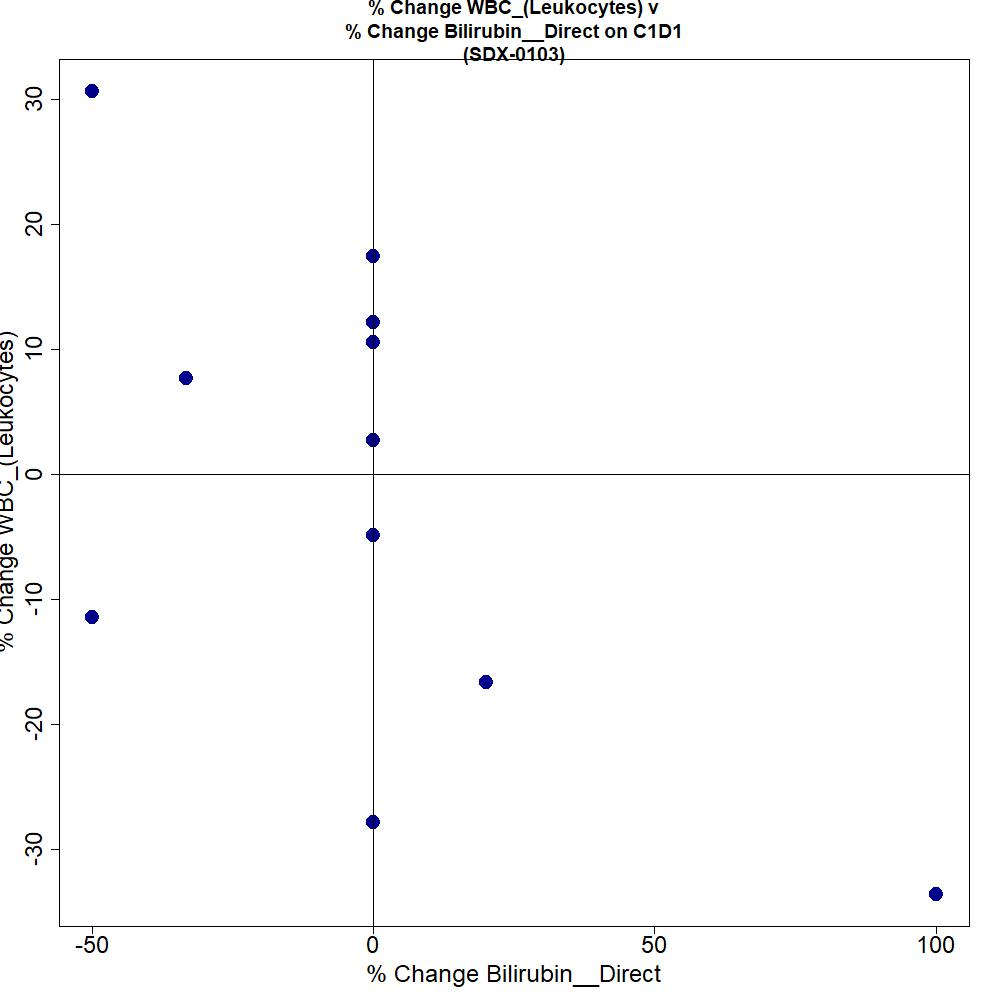 % Change WBC_(Leukocytes) v
% Change Bilirubin__Direct on C1D1
(SDX-0103)
% Change WBC_(Leukocytes)
30
20
10
0
-10
-20
-30
-50
0
50
100
% Change Bilirubin__Direct